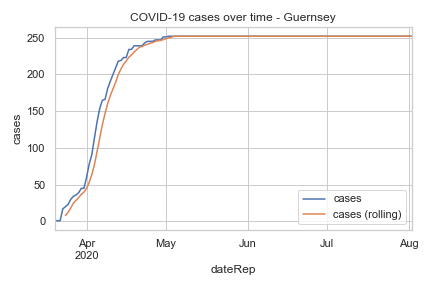 COVID-19 cases over time - Guernsey
cases
250
200
150
100
50
0
cases
cases (rolling)
Apr May Jun Jul Aug
2020
dateRep